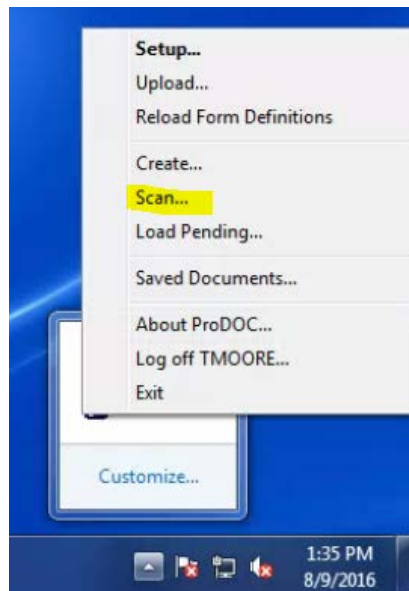 Setup...
Upload...
Reload Form Definitions
Create...
Scan...
Load Pending...
Saved Documents...
About ProDOC...
Log off TMOORE...
Exit
Customize...
1:35 PM
8/9/2016